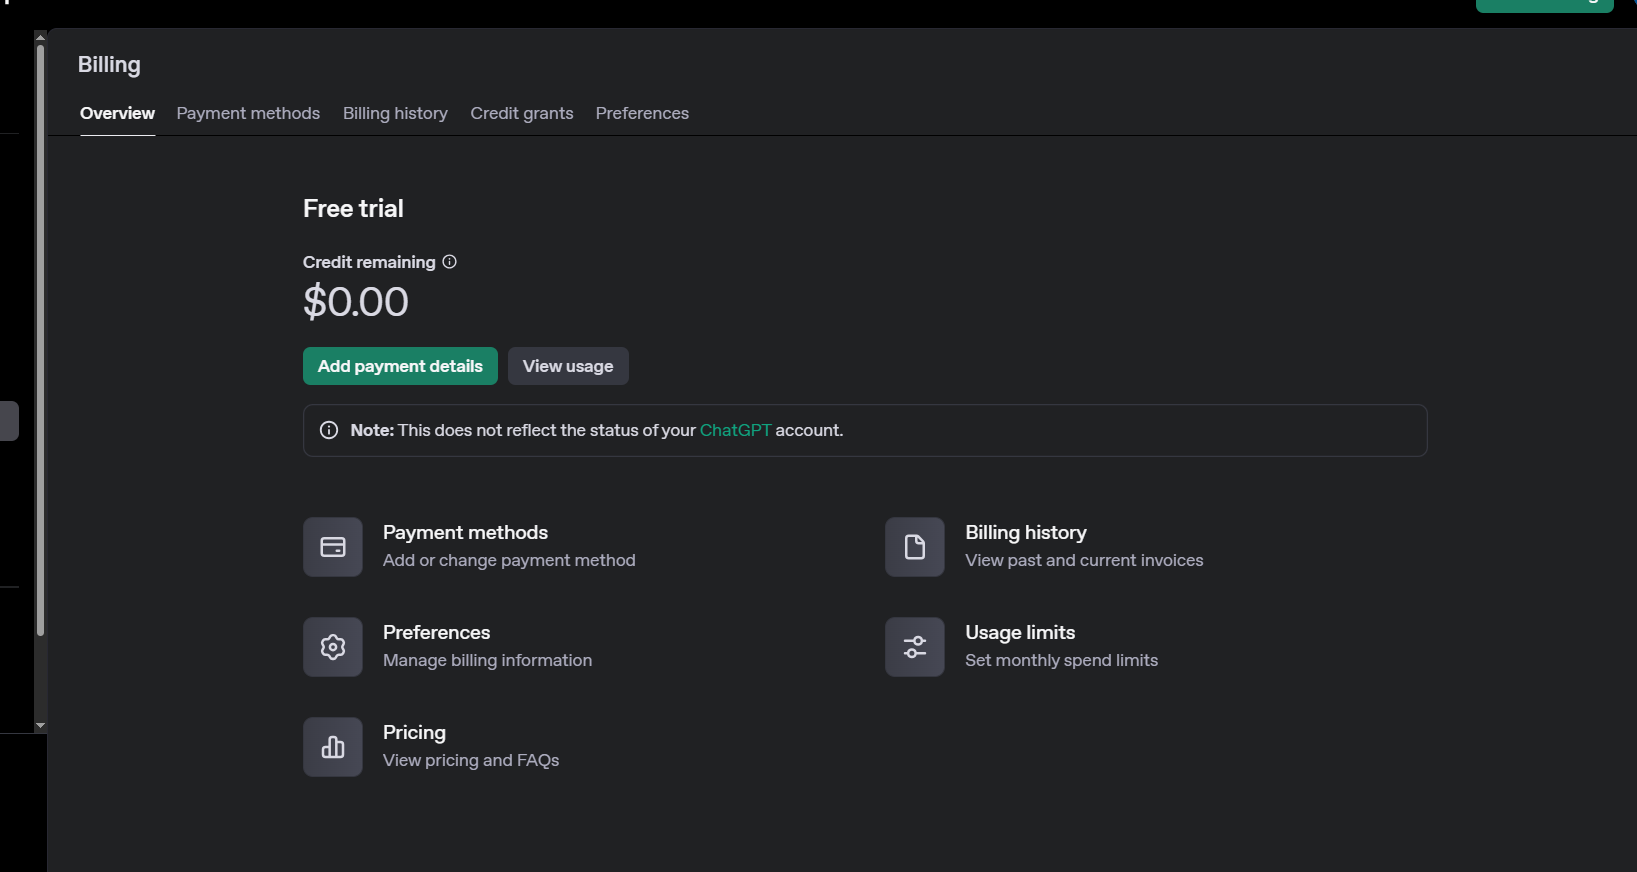 Billing
Overview Payment methods Billing history Credit grants Preferences
Free trial
Credit remaining
$0.00
Add payment details View usage
Note: This does not reflect the status of your ChatGPT account.
Payment methods
Add or change payment method
Billing history
View past and current invoices
Preferences
Manage billing information
Usage limits
Set monthly spend limits
Pricing
View pricing and FAQs